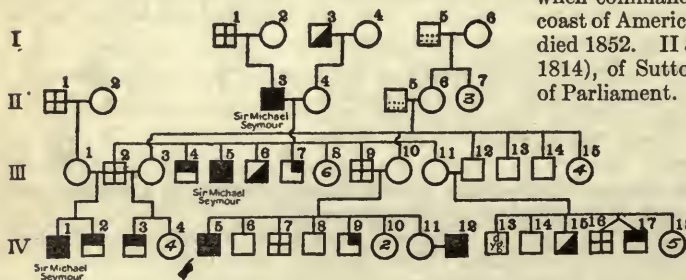 coast of Americ
died 1852. II
1814), of Sutto
of Parliament.
I 1 2 3 4 5 6
II 1 2 3 4 5 6 7
3
Sir Michael
Seymour
III 1 2 3 4 5 6 7 8 9 10 11 12 13 14 15
6 4
Sir Michael
Seymour
IV 1 2 3 4 5 6 7 8 9 10 11 12 13 14 15 16 17
4 2 5
Sir Michael
Seymour